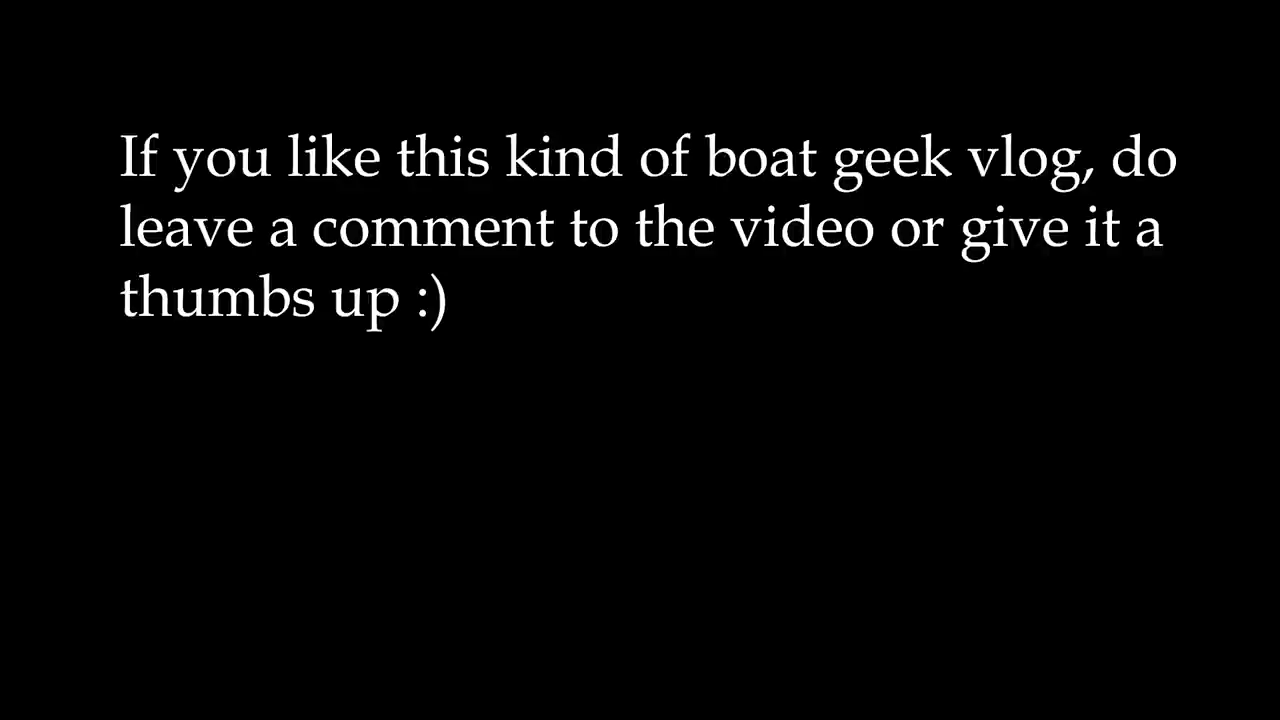 If you like this kind of boat geek vlog, do
leave a comment to the video or give it a
thumbs up :)